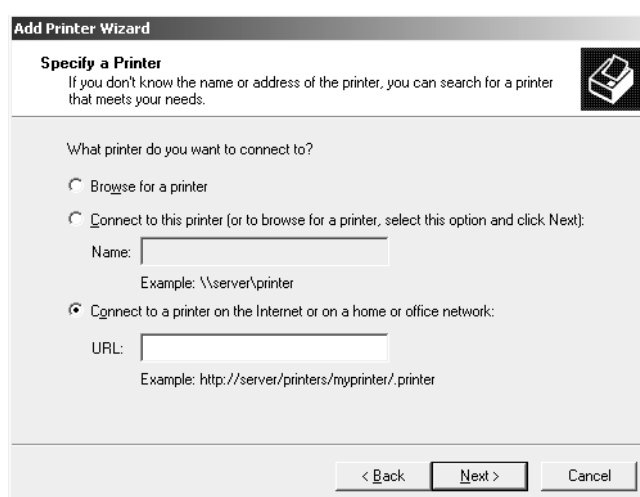 Add Printer Wizard
Specify a Printer
If you don't know the name or address of the printer, you can search for a printer
that meets your needs.
What printer do you want to connect to?
Browse for a printer
Connect to this printer (or to browse for a printer, select this option and click Next):
Name:
Example: \\server\printer
Connect to a printer on the Internet or on a home or office network:
URL:
Example: http://server/printers/myprinter/.printer
< Back Next > Cancel